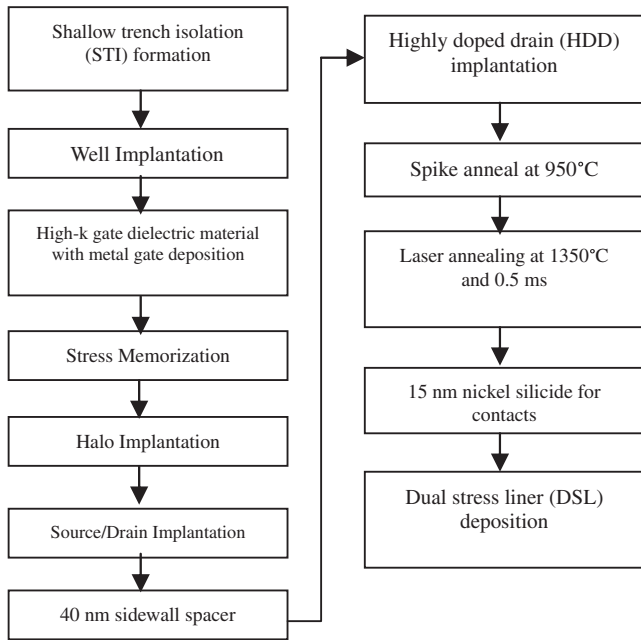 Shallow trench isolation
(STI) formation
Well Implantation
High-k gate dielectric material
with metal gate deposition
Stress Memorization
Halo Implantation
Source/Drain Implantation
40 nm sidewall spacer
Highly doped drain (HDD)
implantation
Spike anneal at 950°C
Laser annealing at 1350°C
and 0.5 ms
15 nm nickel silicide for
contacts
Dual stress liner (DSL)
deposition